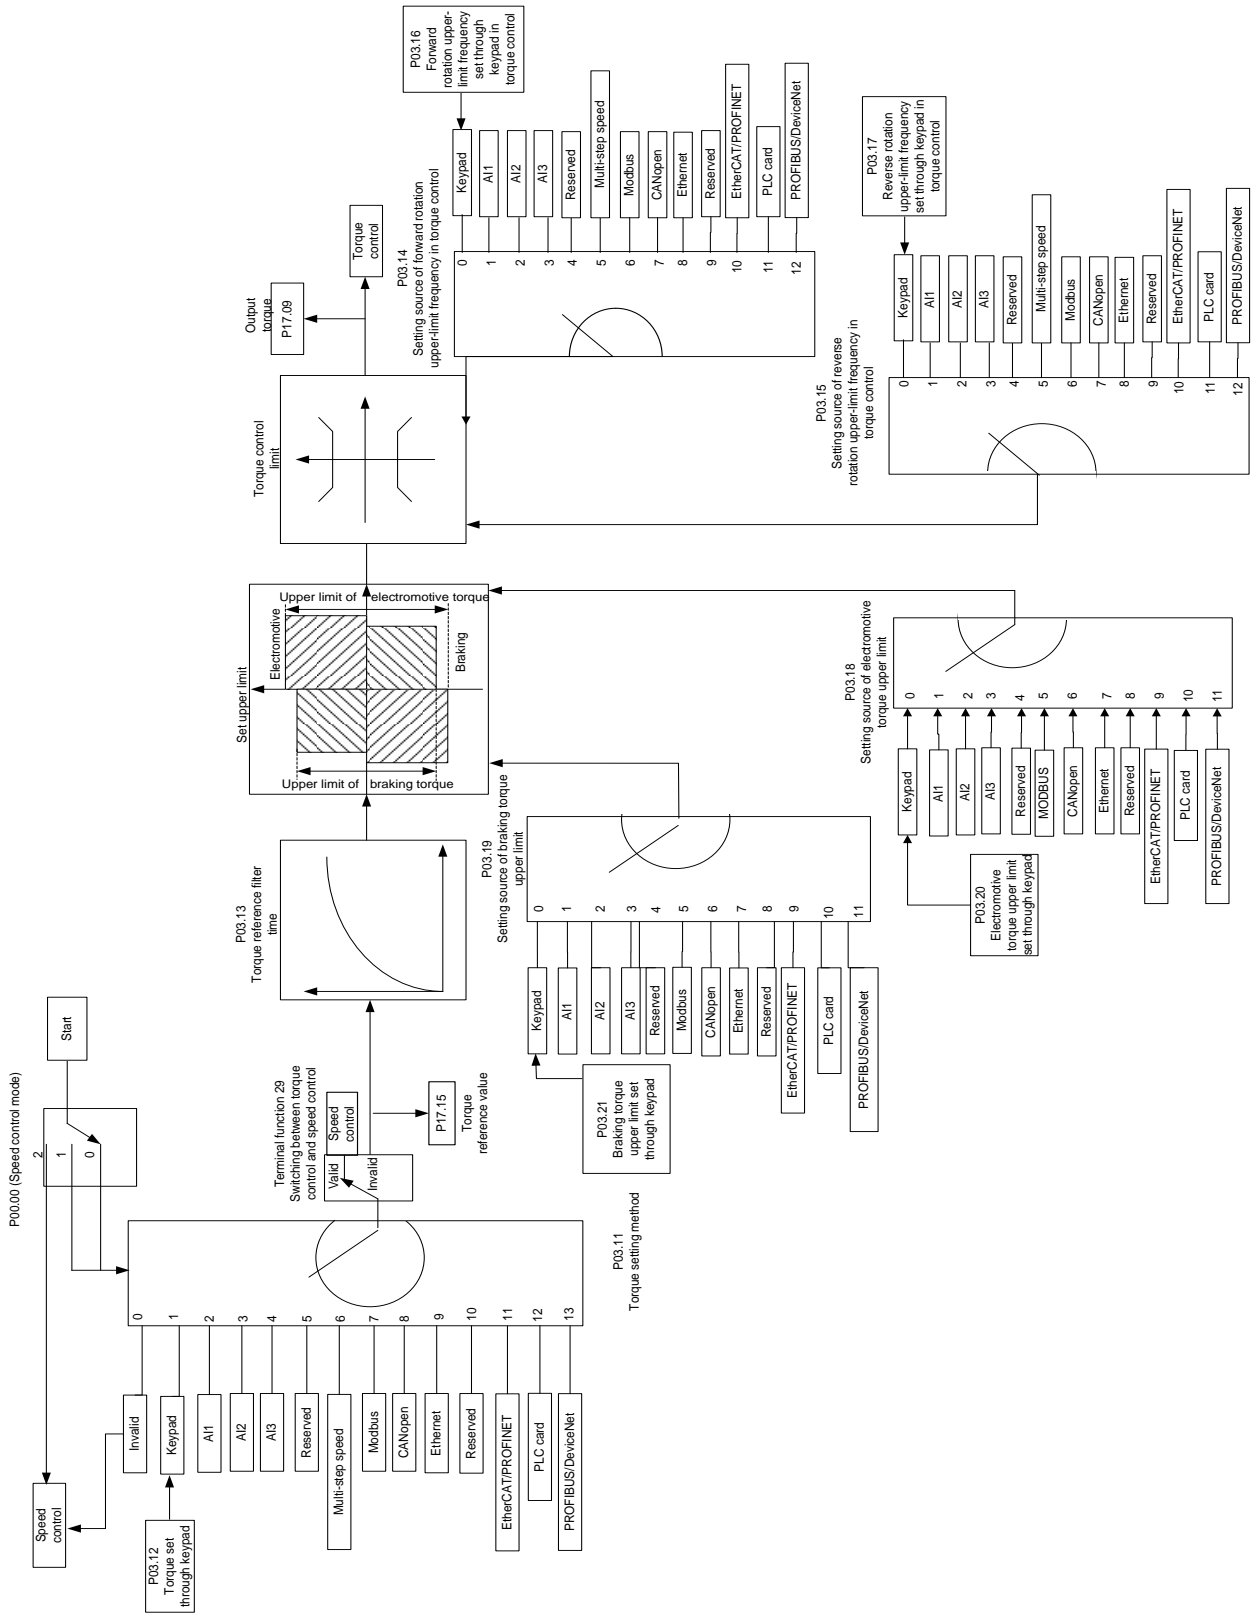 P00.00 (Speed control mode)
2
1
0
Start
Speed
control
P03.12
Torque set
through keypad
Invalid
Keypad
AI1
AI2
AI3
Reserved
Multi-step speed
Modbus
CANopen
Ethernet
Reserved
EtherCAT/PROFINET
PLC card
PROFIBUS/DeviceNet
0
1
2
3
4
5
6
7
8
9
10
11
12
13
P03.11
Torque setting method
Terminal function 29
Switching between torque
control and speed control
Valid
Invalid
Speed
control
P17.15
Torque
reference value
P03.13
Torque reference filter
time
Set upper limit
Electromotive
Braking
Upper limit of electromotive torque
Upper limit of braking torque
Torque control
limit
Output
torque
P17.09
Torque
control
P03.21
Braking torque
upper limit set
through keypad
Keypad
AI1
AI2
AI3
Reserved
Modbus
CANopen
Ethernet
Reserved
EtherCAT/PROFINET
PLC card
PROFIBUS/DeviceNet
0
1
2
3
4
5
6
7
8
9
10
11
P03.19
Setting source of braking torque
upper limit
P03.14
Setting source of forward rotation
upper-limit frequency in torque control
0
1
2
3
4
5
6
7
8
9
10
11
12
Keypad
AI1
AI2
AI3
Reserved
Multi-step speed
Modbus
CANopen
Ethernet
Reserved
EtherCAT/PROFINET
PLC card
PROFIBUS/DeviceNet
P03.16
Forward
rotation upper-
limit frequency
set through
keypad in
torque control
P03.20
Electromotive
torque upper limit
set through keypad
Keypad
AI1
AI2
AI3
Reserved
MODBUS
CANopen
Ethernet
Reserved
EtherCAT/PROFINET
PLC card
PROFIBUS/DeviceNet
0
1
2
3
4
5
6
7
8
9
10
11
P03.18
Setting source of electromotive
torque upper limit
P03.15
Setting source of reverse
rotation upper-limit frequency in
torque control
0
1
2
3
4
5
6
7
8
9
10
11
12
Keypad
AI1
AI2
AI3
Reserved
Multi-step speed
Modbus
CANopen
Ethernet
Reserved
EtherCAT/PROFINET
PLC card
PROFIBUS/DeviceNet
P03.17
Reverse rotation
upper-limit frequency
set through keypad in
torque control